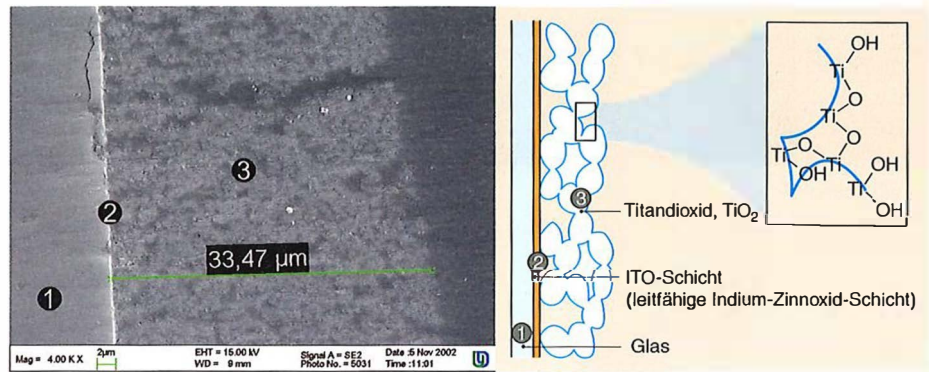 3
2
33,47 µm
1
Mag = 4.00 K X
2µm
EHT = 15.00 kV
WD = 9 mm
Signal A = SE2
Photo No. = 5031
Date :5 Nov 2002
Time :11:01
OH
Ti
O
Ti
O
Ti
O
Ti
OH
Ti
OH
OH
3
Titandioxid, TiO₂
2
ITO-Schicht
(leitfähige Indium-Zinnoxid-Schicht)
1
Glas